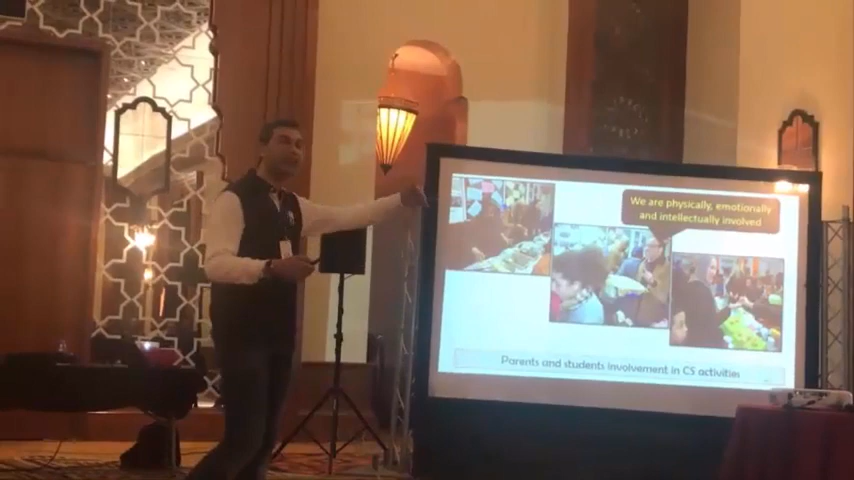 We are physically, emotionally
and intellectually involved
Parents and students involvement in CS activities